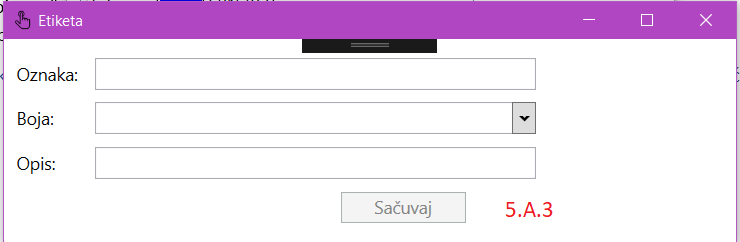 Etiketa
Oznaka:
Boja:
Opis:
Sačuvaj 5.A.3